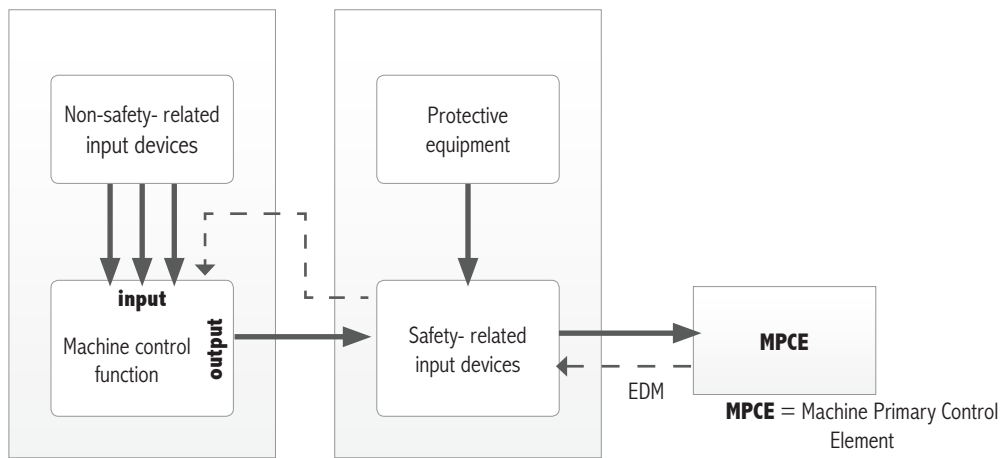 Non-safety- related
input devices
Protective
equipment
input
Machine control
function
output
Safety- related
input devices
MPCE
EDM
MPCE = Machine Primary Control
Element